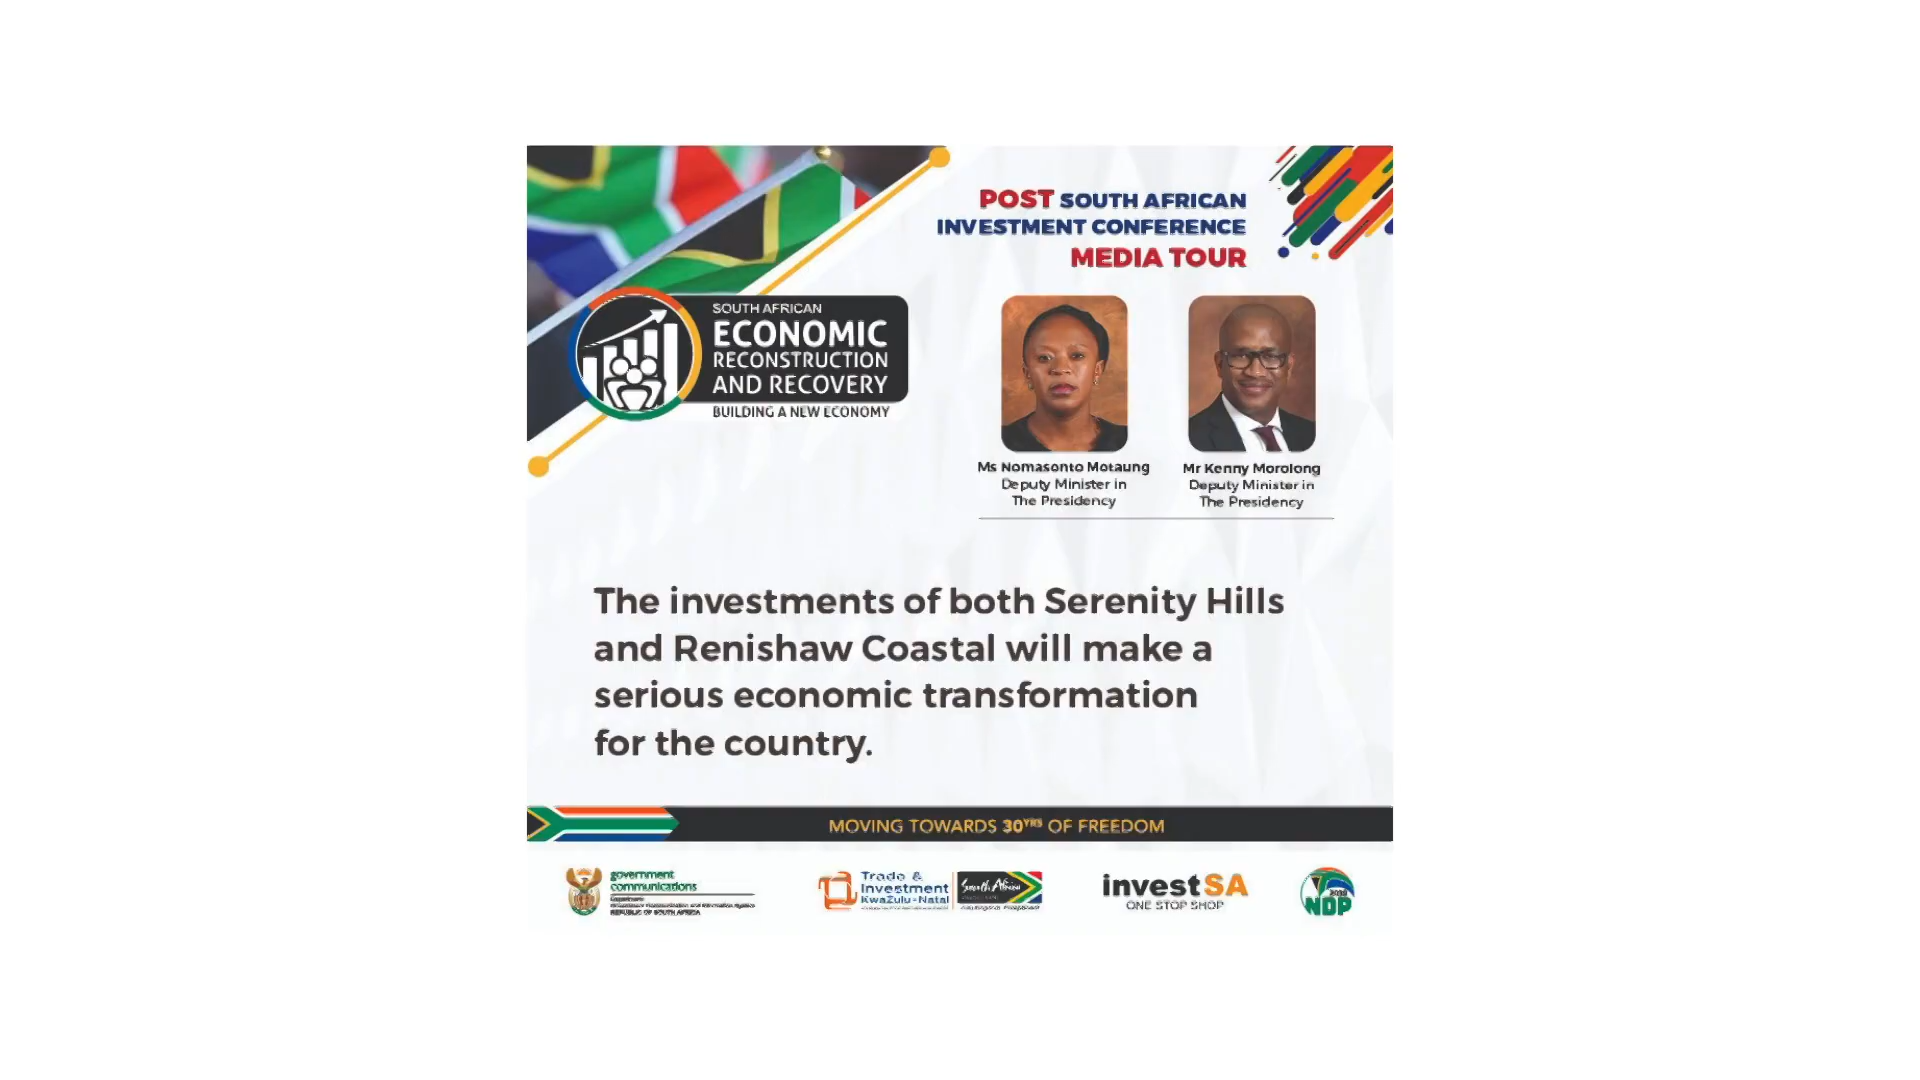 POST SOUTH AFRICAN
INVESTMENT CONFERENCE
MEDIA TOUR
SOUTH AFRICAN
ECONOMIC
RECONSTRUCTION
AND RECOVERY
BUILDING A NEW ECONOMY
Ms Nomasonto Motaung
Deputy Minister in
The Presidency
Mr Kenny Morolong
Deputy Minister in
The Presidency
The investments of both Serenity Hills
and Renishaw Coastal will make a
serious economic transformation
for the country.
MOVING TOWARDS 30YRS OF FREEDOM
government
communications
REPUBLIC OF SOUTH AFRICA
Trade &
Investment
KwaZulu-Natal
South Africa
investSA
ONE STOP SHOP
2030
NDP